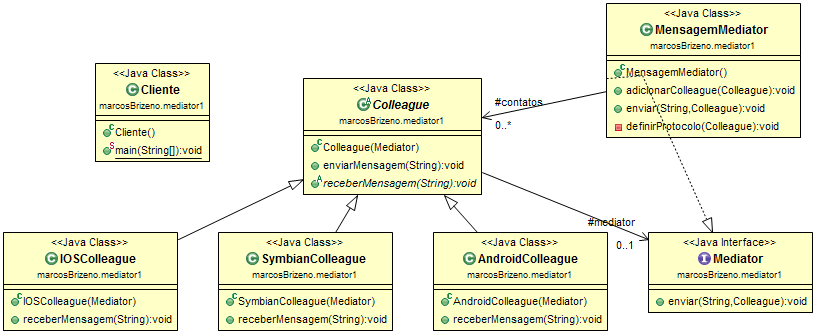 <<Java Class>>
MensagemMediator
marcosBrizeno.mediator1
MensagemMediator()
adicionarColleague(Colleague):void
enviar(String,Colleague):void
definirProtocolo(Colleague):void
<<Java Class>>
Cliente
marcosBrizeno.mediator1
Cliente()
main(String[]):void
<<Java Class>>
Colleague
marcosBrizeno.mediator1
Colleague(Mediator)
enviarMensagem(String):void
receberMensagem(String):void
#contatos
0..*
#mediator
0..1
<<Java Class>>
IOSColleague
marcosBrizeno.mediator1
IOSColleague(Mediator)
receberMensagem(String):void
<<Java Class>>
SymbianColleague
marcosBrizeno.mediator1
SymbianColleague(Mediator)
receberMensagem(String):void
<<Java Class>>
AndroidColleague
marcosBrizeno.mediator1
AndroidColleague(Mediator)
receberMensagem(String):void
<<Java Interface>>
Mediator
marcosBrizeno.mediator1
enviar(String,Colleague):void